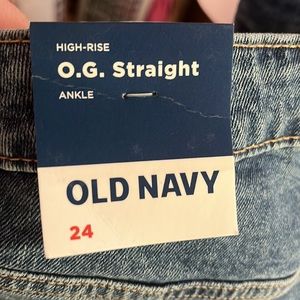 HIGH-RISE
O.G. Straight
ANKLE
OLD NAVY
24